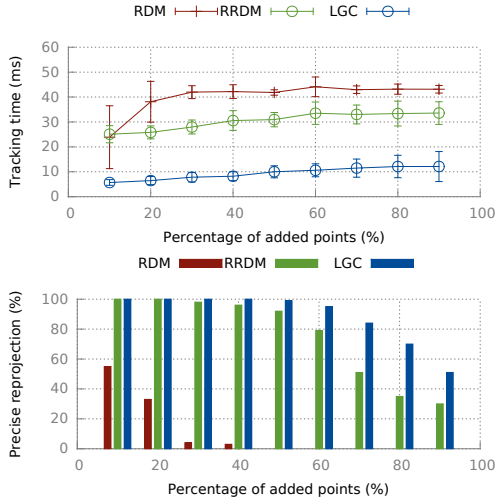 RDM RRDM LGC
60
50
40
30
20
10
0
Tracking time (ms)
0 20 40 60 80 100
Percentage of added points (%)
RDM RRDM LGC
100
80
60
40
20
0
Precise reprojection (%)
0 20 40 60 80 100
Percentage of added points (%)